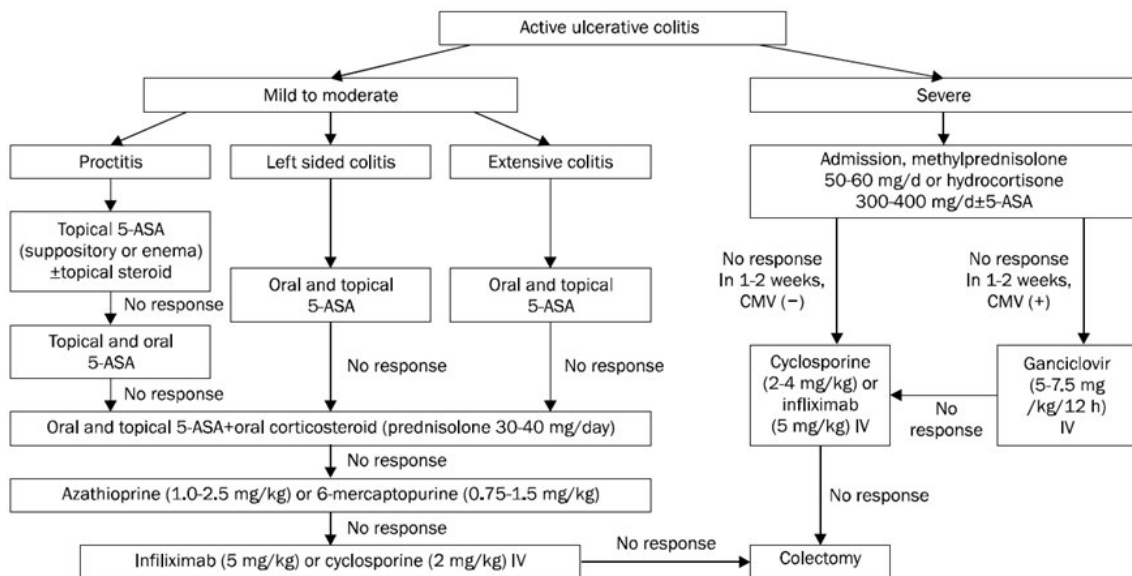 Active ulcerative colitis
Mild to moderate
Severe
Proctitis
Left sided colitis
Extensive colitis
Admission, methylprednisolone
50-60 mg/d or hydrocortisone
300-400 mg/d±5-ASA
Topical 5-ASA
(suppository or enema)
±topical steroid
No response
Topical and oral
5-ASA
No response
Oral and topical
5-ASA
No response
Oral and topical
5-ASA
No response
No response
In 1-2 weeks,
CMV (−)
No response
In 1-2 weeks,
CMV (+)
Cyclosporine
(2-4 mg/kg) or
infliximab
(5 mg/kg) IV
No
response
Ganciclovir
(5-7.5 mg
/kg/12 h)
IV
Oral and topical 5-ASA+oral corticosteroid (prednisolone 30-40 mg/day)
No response
Azathioprine (1.0-2.5 mg/kg) or 6-mercaptopurine (0.75-1.5 mg/kg)
No response
No response
Infiliximab (5 mg/kg) or cyclosporine (2 mg/kg) IV
No response
Colectomy